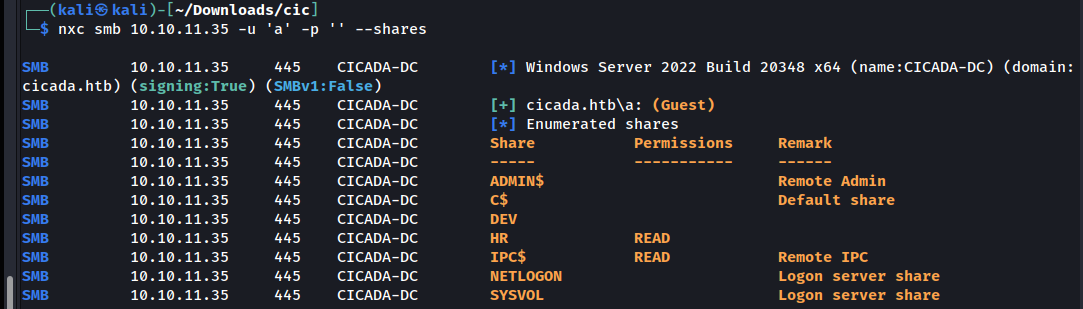 ┌──(kali㉿kali)-[~/Downloads/cic]
└─$ nxc smb 10.10.11.35 -u 'a' -p '' --shares
SMB 10.10.11.35 445 CICADA-DC [*] Windows Server 2022 Build 20348 x64 (name:CICADA-DC) (domain:
cicada.htb) (signing:True) (SMBv1:False)
SMB 10.10.11.35 445 CICADA-DC [+] cicada.htb\a: (Guest)
SMB 10.10.11.35 445 CICADA-DC [*] Enumerated shares
SMB 10.10.11.35 445 CICADA-DC Share Permissions Remark
SMB 10.10.11.35 445 CICADA-DC ----- ----------- ------
SMB 10.10.11.35 445 CICADA-DC ADMIN$ Remote Admin
SMB 10.10.11.35 445 CICADA-DC C$ Default share
SMB 10.10.11.35 445 CICADA-DC DEV
SMB 10.10.11.35 445 CICADA-DC HR READ
SMB 10.10.11.35 445 CICADA-DC IPC$ READ Remote IPC
SMB 10.10.11.35 445 CICADA-DC NETLOGON Logon server share
SMB 10.10.11.35 445 CICADA-DC SYSVOL Logon server share